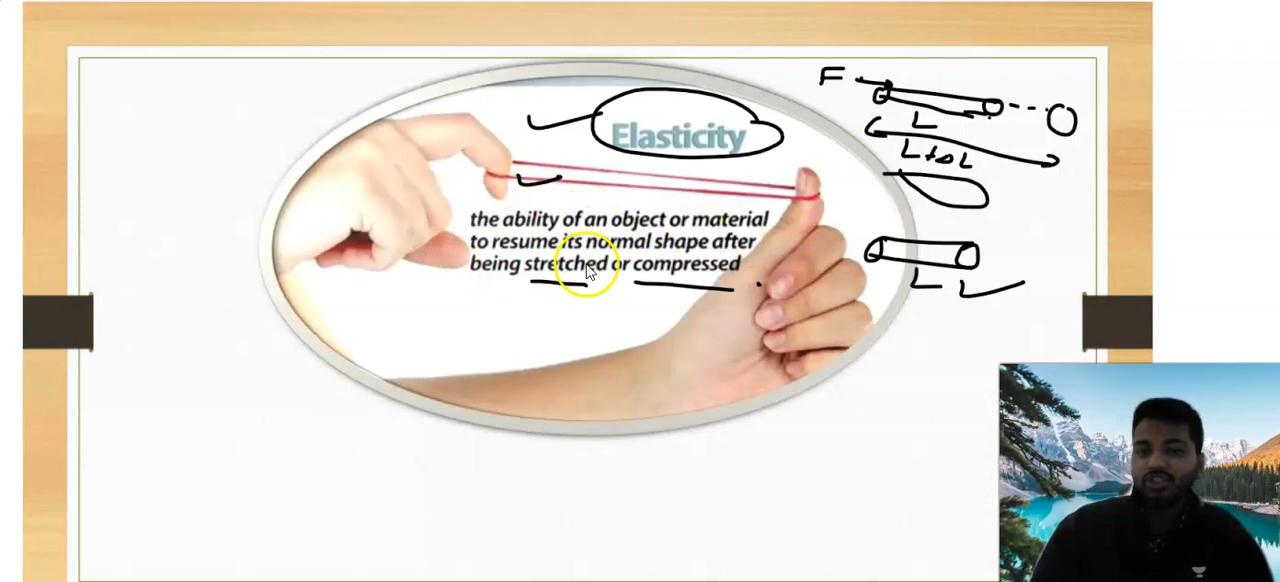 Elasticity
the ability of an object or material
to resume its normal shape after
being stretched or compressed
F
L
L + ΔL
L